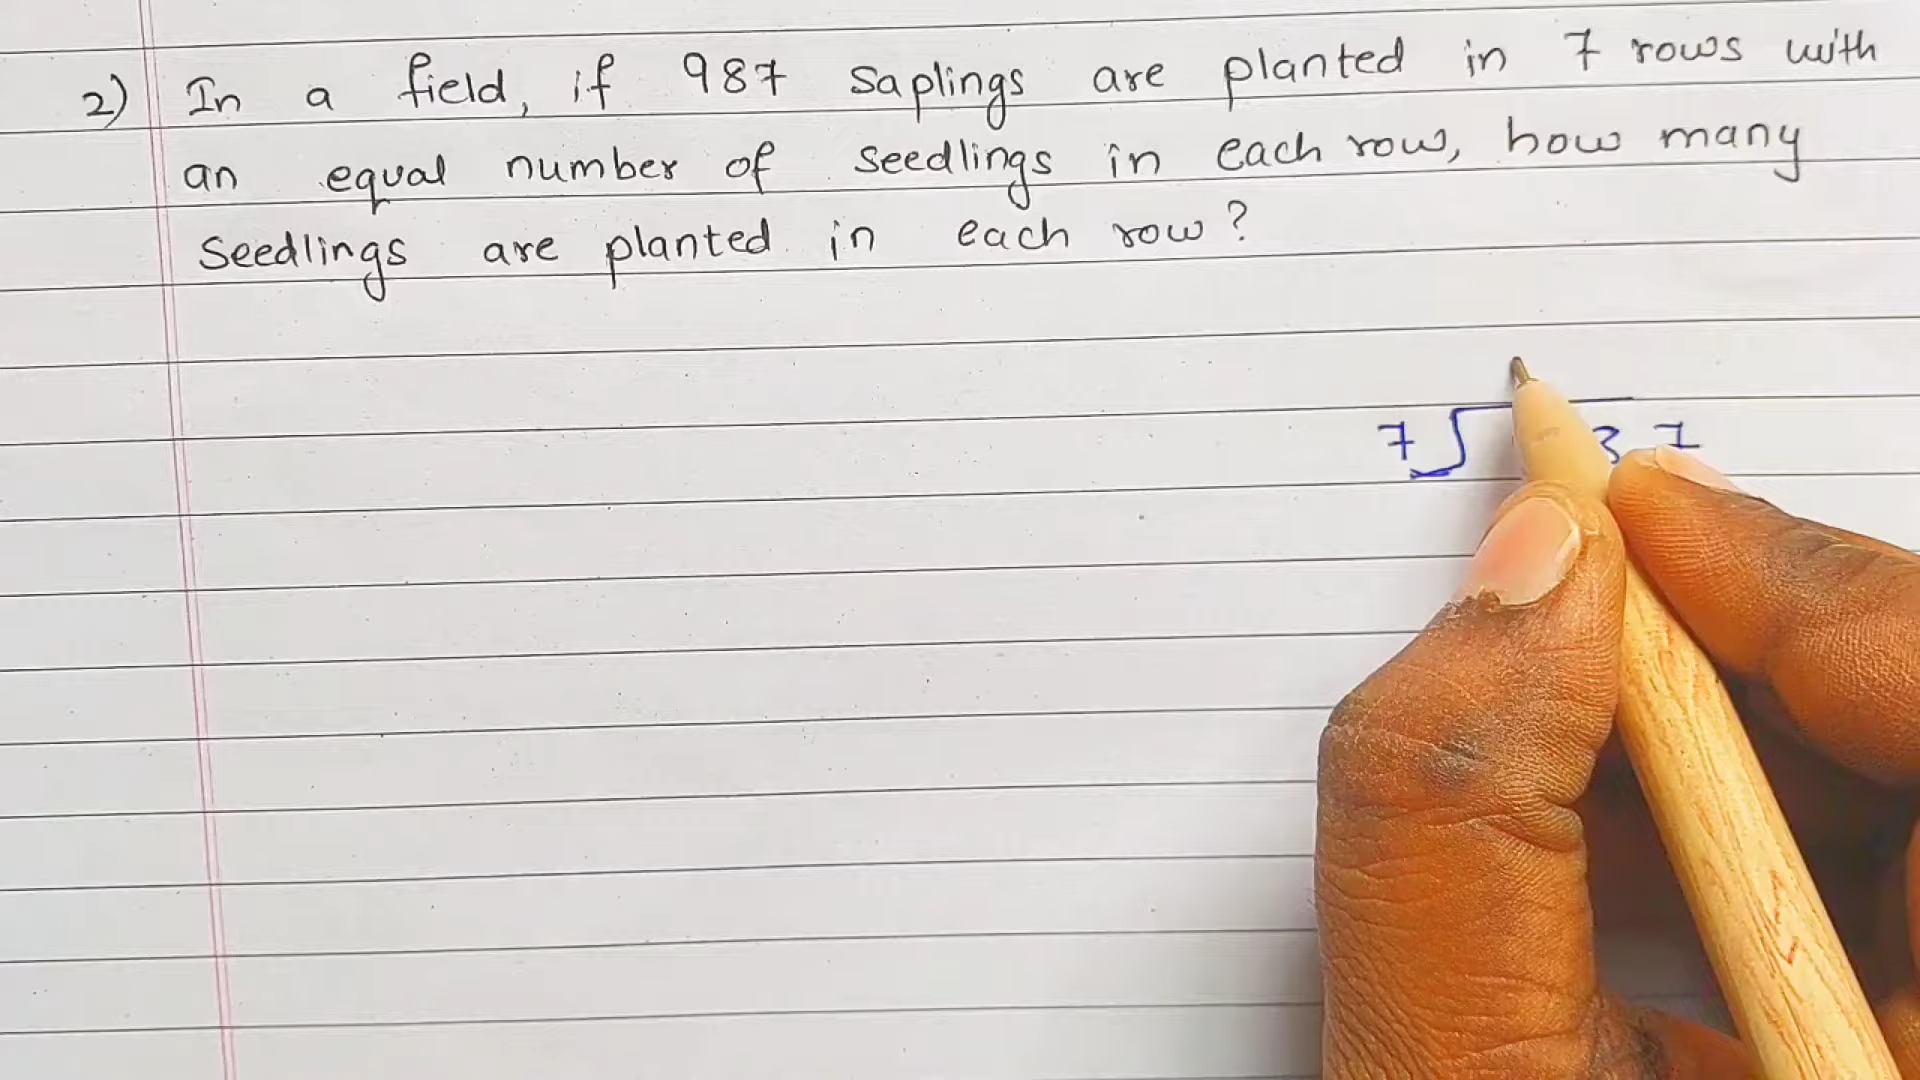 2) In a field, if 987 saplings are planted in 7 rows with
an equal number of seedlings in each row, how many
seedlings are planted in each row?
7 7